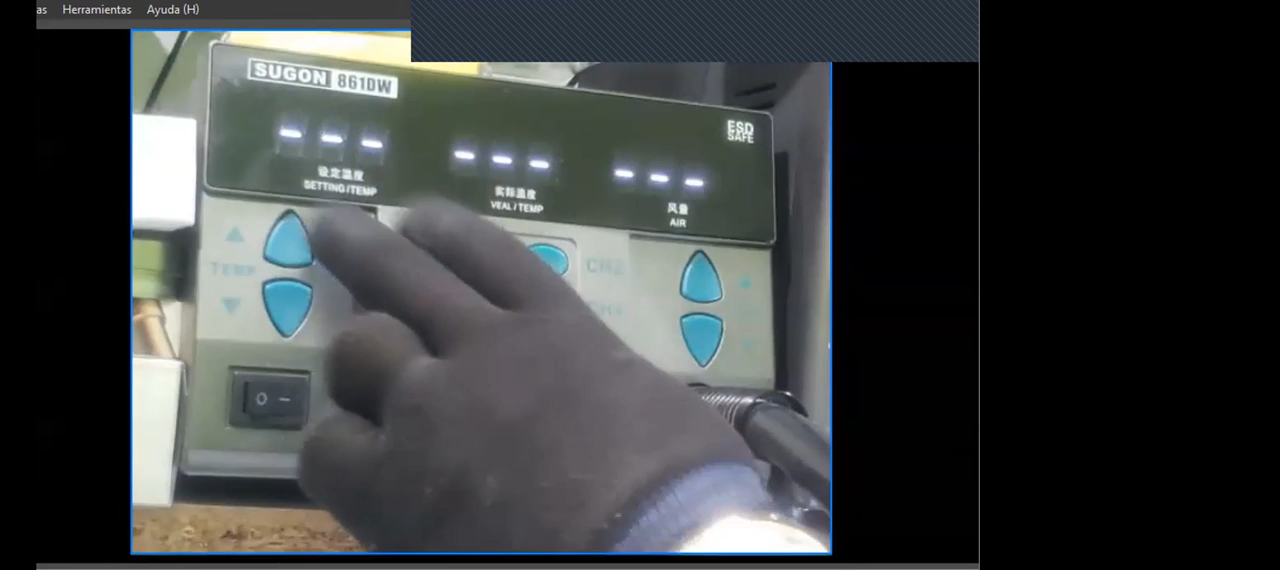 as Herramientas Ayuda (H)
SUGON 861DW
ESD
SAFE
--- --- ---
设定温度 实际温度 风量
SETTING/TEMP VEAL/TEMP AIR
TEMP CH2